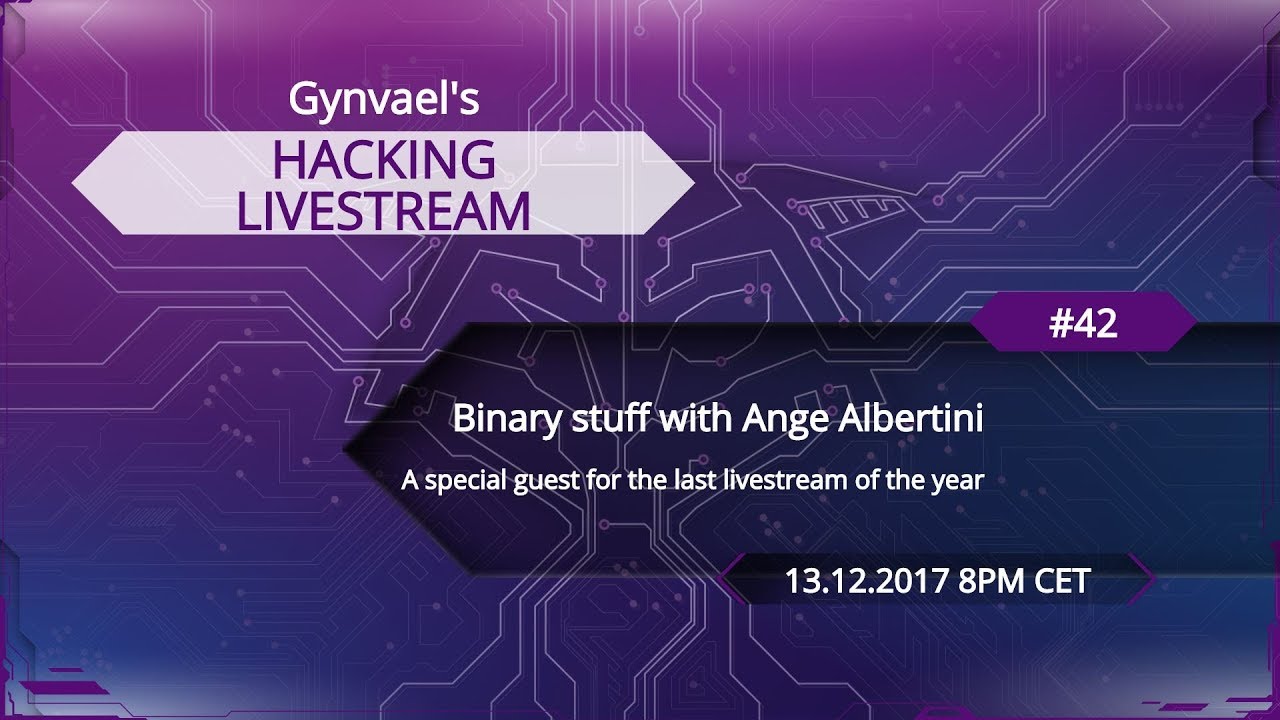 Gynvael's
HACKING
LIVESTREAM
#42
Binary stuff with Ange Albertini
A special guest for the last livestream of the year
13.12.2017 8PM CET